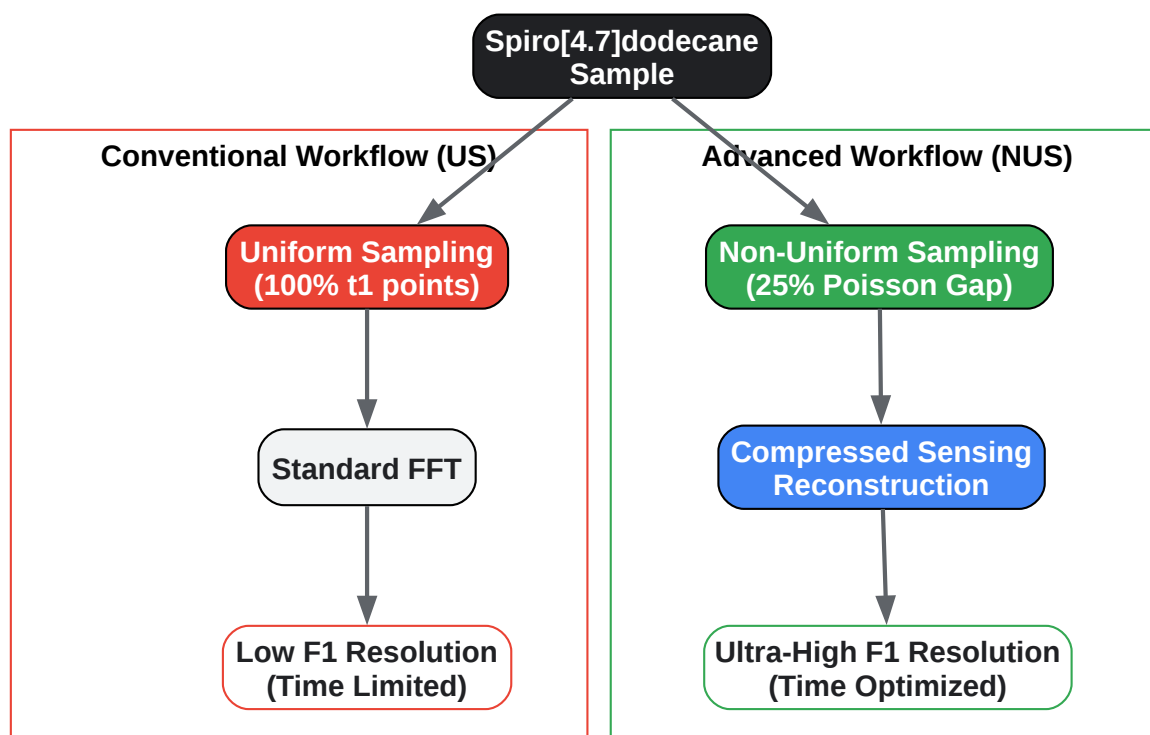 Spiro[4.7]dodecane
Sample
Conventional Workflow (US)
Advanced Workflow (NUS)
Uniform Sampling
(100% t1 points)
Non-Uniform Sampling
(25% Poisson Gap)
Standard FFT
Compressed Sensing
Reconstruction
Low F1 Resolution
(Time Limited)
Ultra-High F1 Resolution
(Time Optimized)